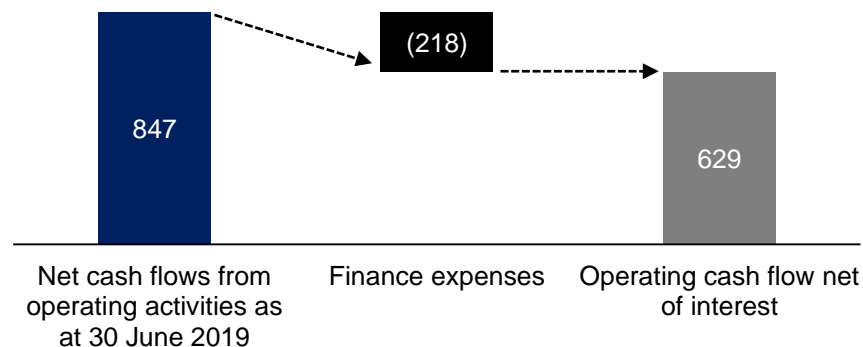 (218)
847
629
Net cash flows from
operating activities as
at 30 June 2019
Finance expenses
Operating cash flow net
of interest